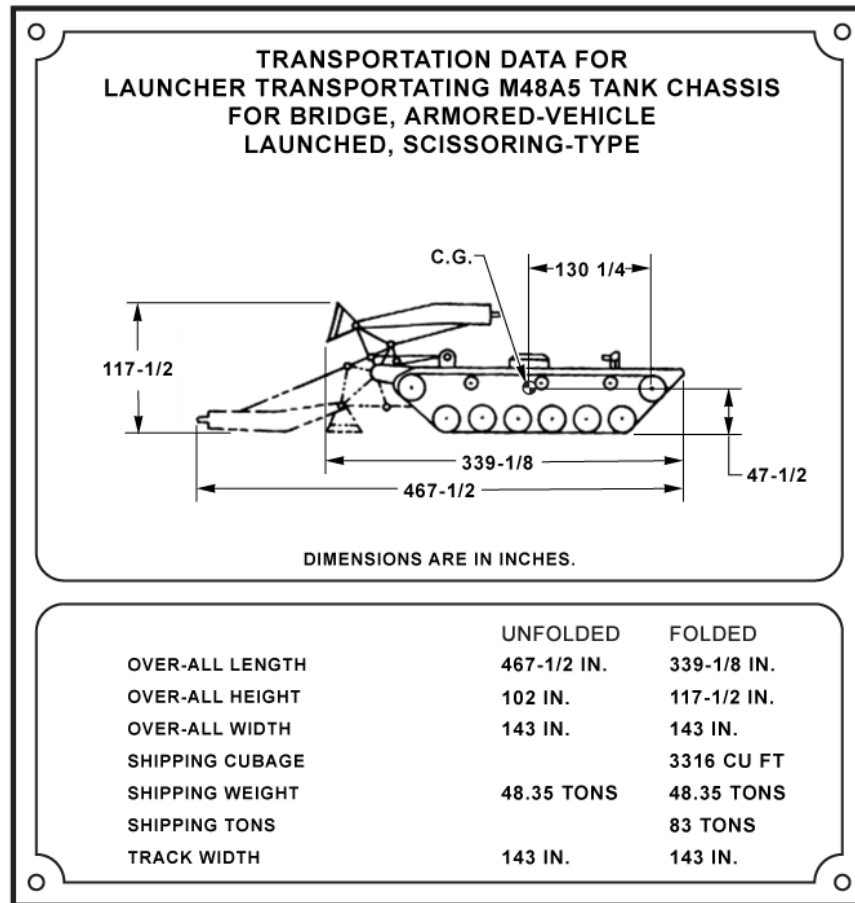 TRANSPORTATION DATA FOR
LAUNCHER TRANSPORTATING M48A5 TANK CHASSIS
FOR BRIDGE, ARMORED-VEHICLE
LAUNCHED, SCISSORING-TYPE
C.G.
130 1/4
117-1/2
339-1/8
47-1/2
467-1/2
DIMENSIONS ARE IN INCHES.
UNFOLDED FOLDED
OVER-ALL LENGTH 467-1/2 IN. 339-1/8 IN.
OVER-ALL HEIGHT 102 IN. 117-1/2 IN.
OVER-ALL WIDTH 143 IN. 143 IN.
SHIPPING CUBAGE 3316 CU FT
SHIPPING WEIGHT 48.35 TONS 48.35 TONS
SHIPPING TONS 83 TONS
TRACK WIDTH 143 IN. 143 IN.